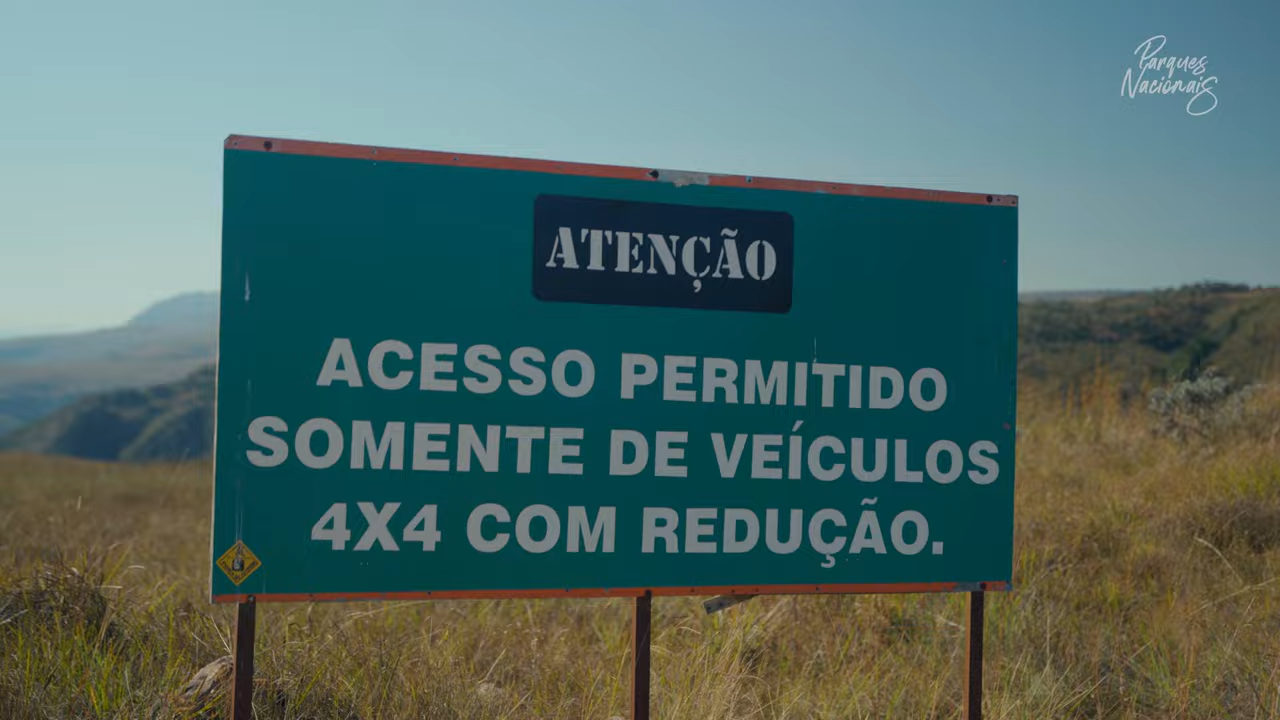 Parques
Nacionais
ATENÇÃO
ACESSO PERMITIDO
SOMENTE DE VEÍCULOS
4X4 COM REDUÇÃO.